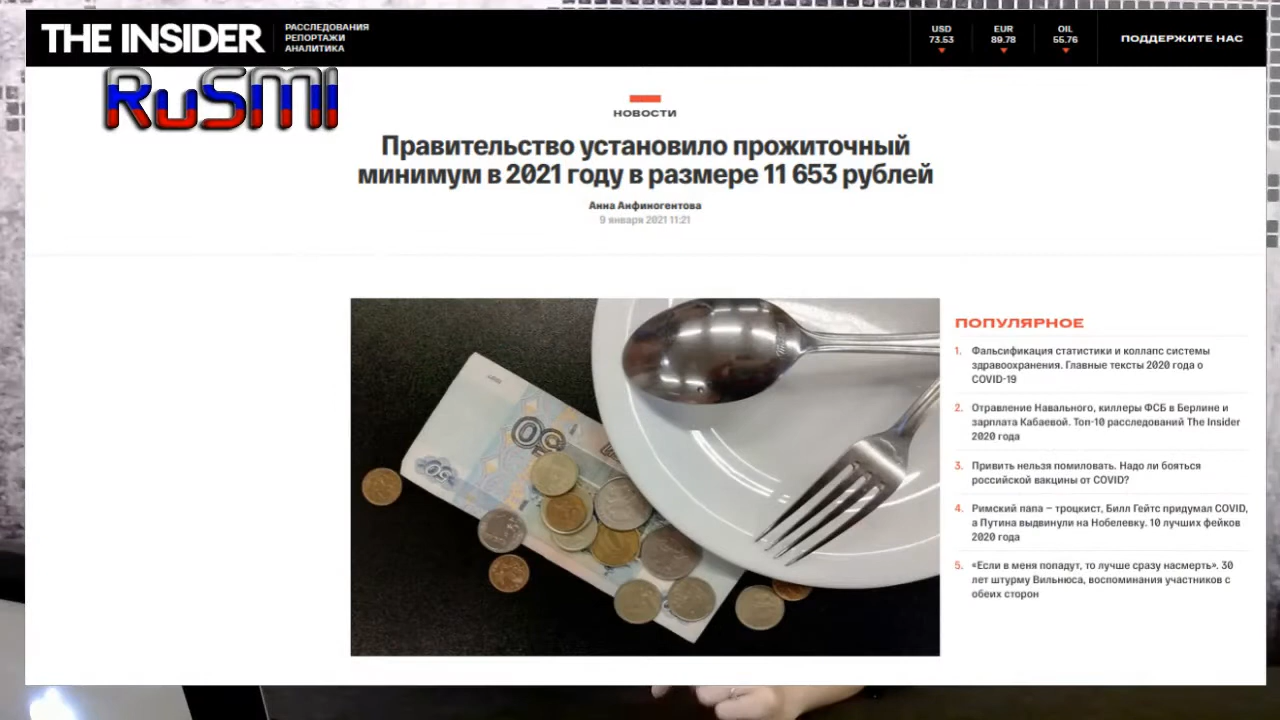 THE INSIDER
РАССЛЕДОВАНИЯ
РЕПОРТАЖИ
АНАЛИТИКА
USD
73.53
EUR
89.78
OIL
55.76
ПОДДЕРЖИТЕ НАС
RuSMI
НОВОСТИ
Правительство установило прожиточный
минимум в 2021 году в размере 11 653 рублей
Анна Анфиногентова
9 января 2021 11:21
50
50
ПОПУЛЯРНОЕ
1. Фальсификация статистики и коллапс системы
здравоохранения. Главные тексты 2020 года о
COVID-19
2. Отравление Навального, киллеры ФСБ в Берлине и
зарплата Кабаевой. Топ-10 расследований The Insider
2020 года
3. Привить нельзя помиловать. Надо ли бояться
российской вакцины от COVID?
4. Римский папа – троцкист, Билл Гейтс придумал COVID,
а Путина выдвинули на Нобелевку. 10 лучших фейков
2020 года
5. «Если в меня попадут, то лучше сразу насмерть». 30
лет штурму Вильнюса, воспоминания участников с
обеих сторон